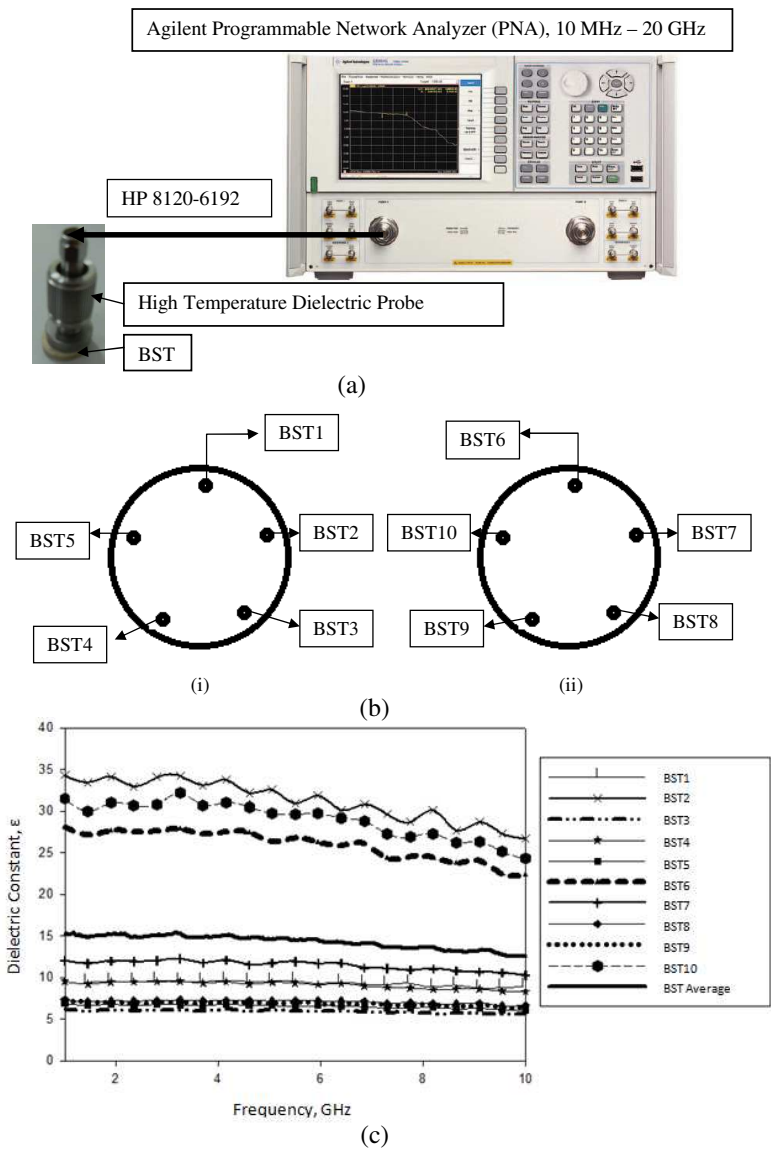 Agilent Programmable Network Analyzer (PNA), 10 MHz – 20 GHz
HP 8120-6192
High Temperature Dielectric Probe
BST
(a)
BST1
BST6
BST5
BST2
BST10
BST7
BST4
BST3
BST9
BST8
(i)
(ii)
(b)
40
35
30
25
20
15
10
5
0
Dielectric Constant, ε
2
4
6
8
10
Frequency, GHz
BST1
BST2
BST3
BST4
BST5
BST6
BST7
BST8
BST9
BST10
BST Average
(c)